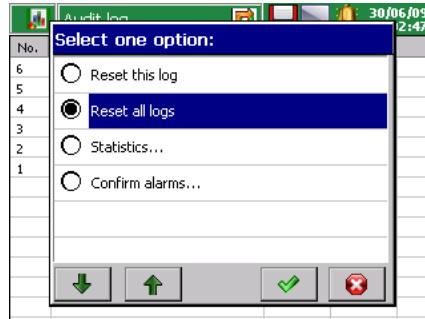 Audit log
30/06/09
2:47
No.
Select one option:
6
Reset this log
5
4
Reset all logs
3
2
Statistics...
1
Confirm alarms...